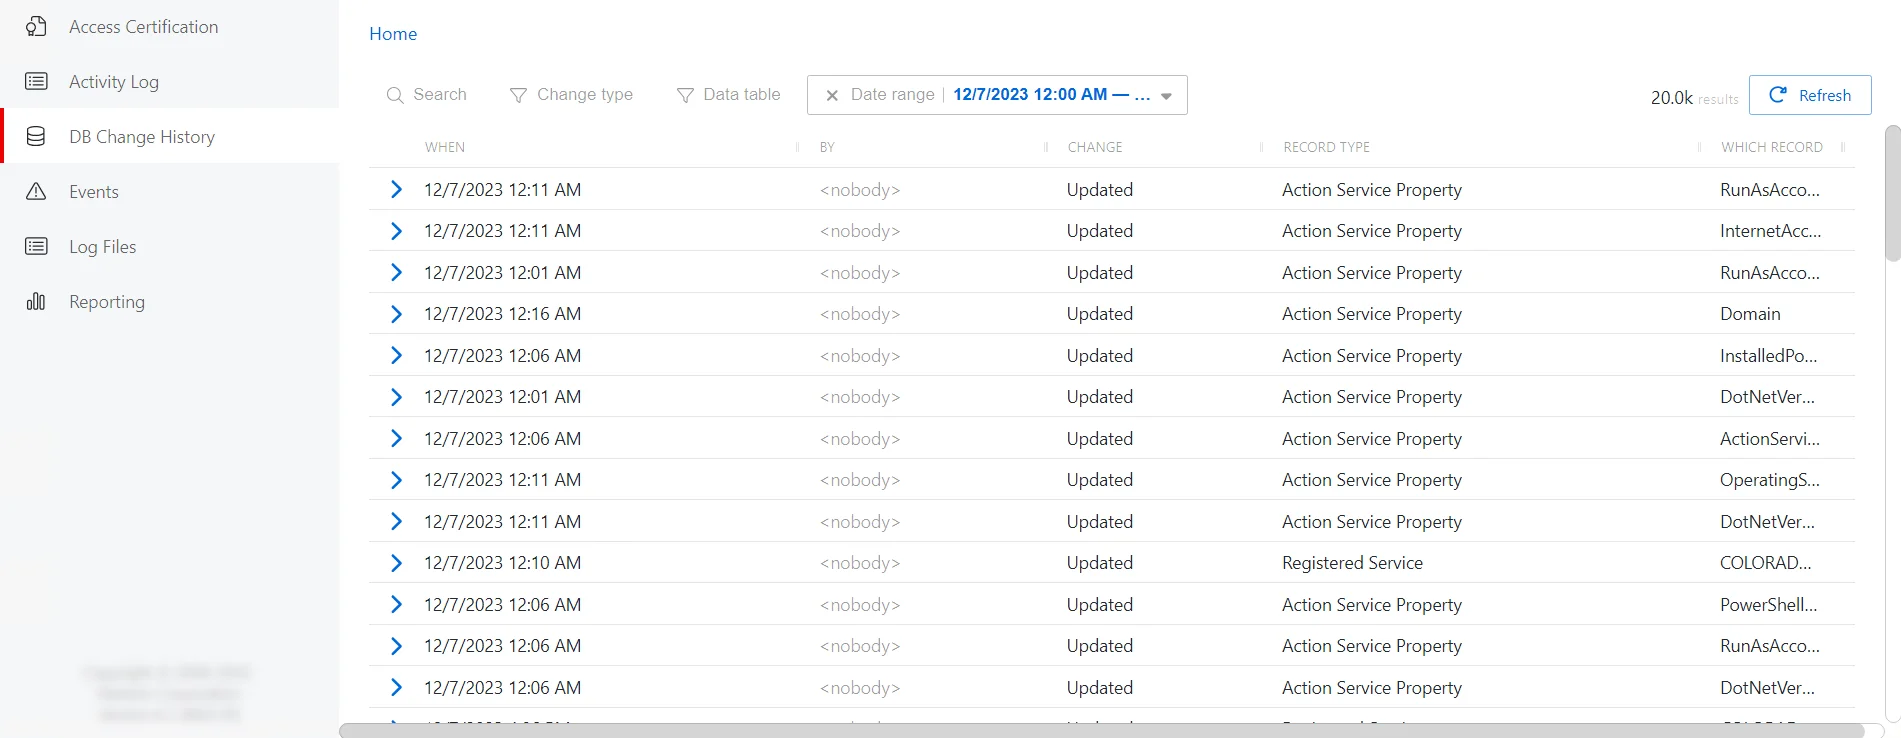 Access Certification
Activity Log
DB Change History
Events
Log Files
Reporting
Home
Search Change type Data table Date range 12/7/2023 12:00 AM — ... 20.0k results Refresh
WHEN BY CHANGE RECORD TYPE WHICH RECORD
12/7/2023 12:11 AM <nobody> Updated Action Service Property RunAsAcco...
12/7/2023 12:11 AM <nobody> Updated Action Service Property InternetAcc...
12/7/2023 12:01 AM <nobody> Updated Action Service Property RunAsAcco...
12/7/2023 12:16 AM <nobody> Updated Action Service Property Domain
12/7/2023 12:06 AM <nobody> Updated Action Service Property InstalledPo...
12/7/2023 12:01 AM <nobody> Updated Action Service Property DotNetVer...
12/7/2023 12:06 AM <nobody> Updated Action Service Property ActionServi...
12/7/2023 12:11 AM <nobody> Updated Action Service Property OperatingS...
12/7/2023 12:11 AM <nobody> Updated Action Service Property DotNetVer...
12/7/2023 12:10 AM <nobody> Updated Registered Service COLORAD...
12/7/2023 12:06 AM <nobody> Updated Action Service Property PowerShell...
12/7/2023 12:06 AM <nobody> Updated Action Service Property RunAsAcco...
12/7/2023 12:06 AM <nobody> Updated Action Service Property DotNetVer...